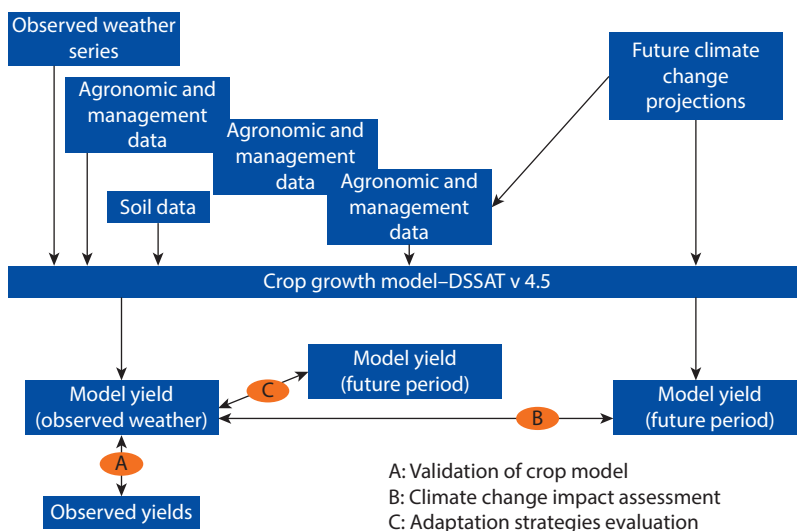 Observed weather
series
Future climate
change
projections
Agronomic and
management
data
Agronomic and
management
data
Agronomic and
management
data
Soil data
Crop growth model–DSSAT v 4.5
Model yield
(future period)
C
Model yield
(observed weather)
B
Model yield
(future period)
A
Observed yields
A: Validation of crop model
B: Climate change impact assessment
C: Adaptation strategies evaluation